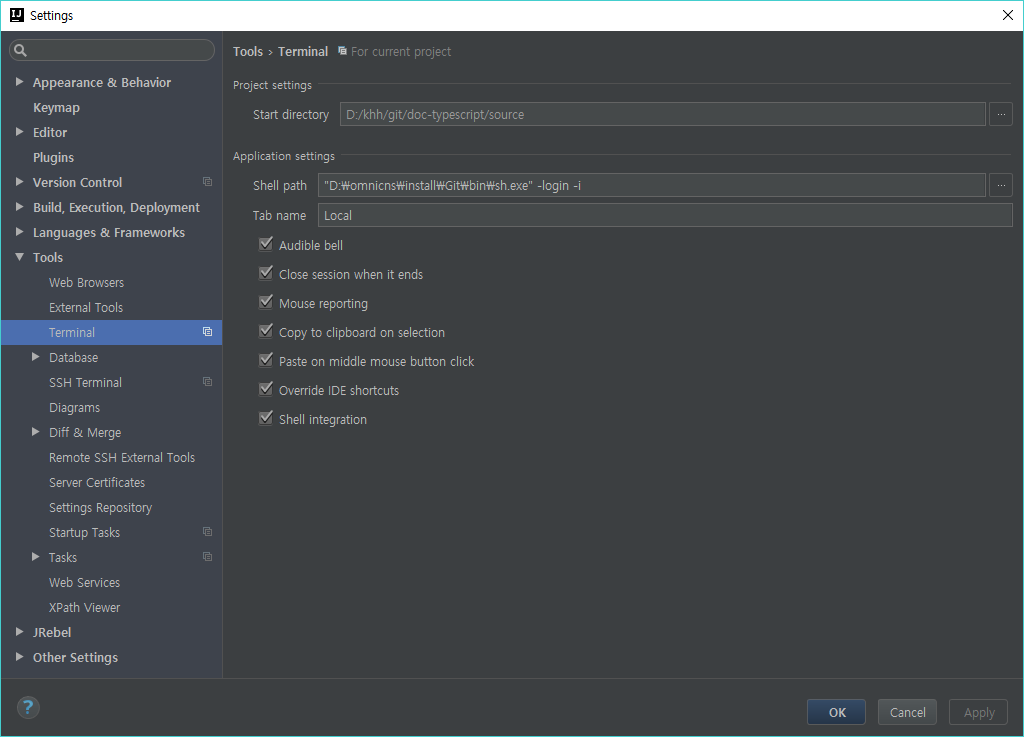 IJ Settings
Appearance & Behavior
Keymap
Editor
Plugins
Version Control
Build, Execution, Deployment
Languages & Frameworks
Tools
Web Browsers
External Tools
Terminal
Database
SSH Terminal
Diagrams
Diff & Merge
Remote SSH External Tools
Server Certificates
Settings Repository
Startup Tasks
Tasks
Web Services
XPath Viewer
JRebel
Other Settings
Tools › Terminal For current project
Project settings
Start directory D:/khh/git/doc-typescript/source ...
Application settings
Shell path "D:₩omnicns₩install₩Git₩bin₩sh.exe" -login -i ...
Tab name Local
Audible bell
Close session when it ends
Mouse reporting
Copy to clipboard on selection
Paste on middle mouse button click
Override IDE shortcuts
Shell integration
? OK Cancel Apply